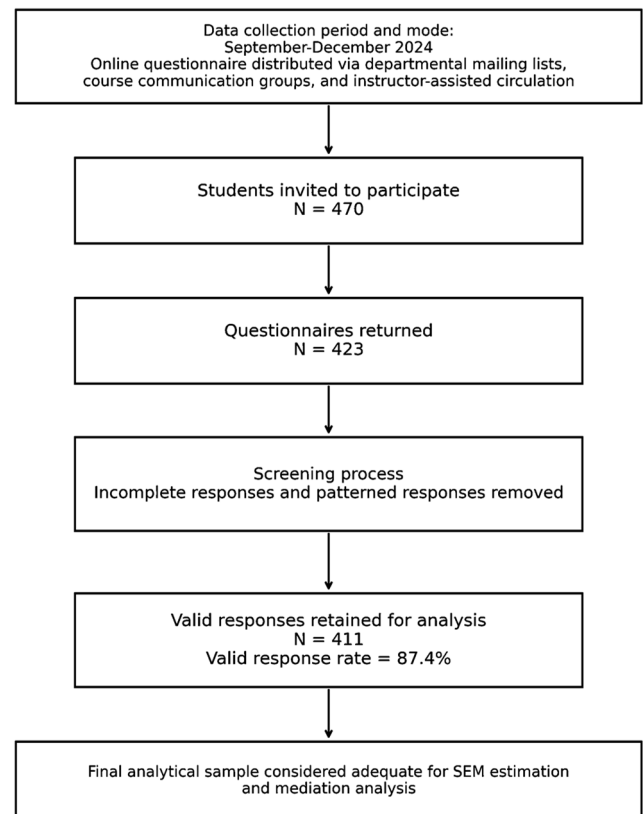 Data collection period and mode:
September-December 2024
Online questionnaire distributed via departmental mailing lists,
course communication groups, and instructor-assisted circulation
Students invited to participate
N = 470
Questionnaires returned
N = 423
Screening process
Incomplete responses and patterned responses removed
Valid responses retained for analysis
N = 411
Valid response rate = 87.4%
Final analytical sample considered adequate for SEM estimation
and mediation analysis